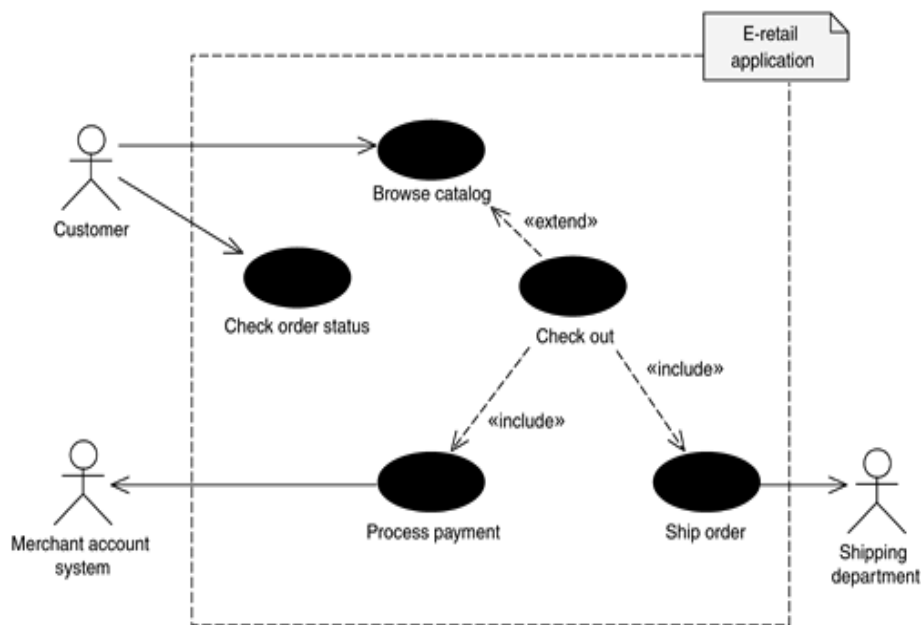 E-retail
application
Browse catalog
Customer
«extend»
Check order status
Check out
«include»
«include»
Process payment
Ship order
Merchant account
system
Shipping
department